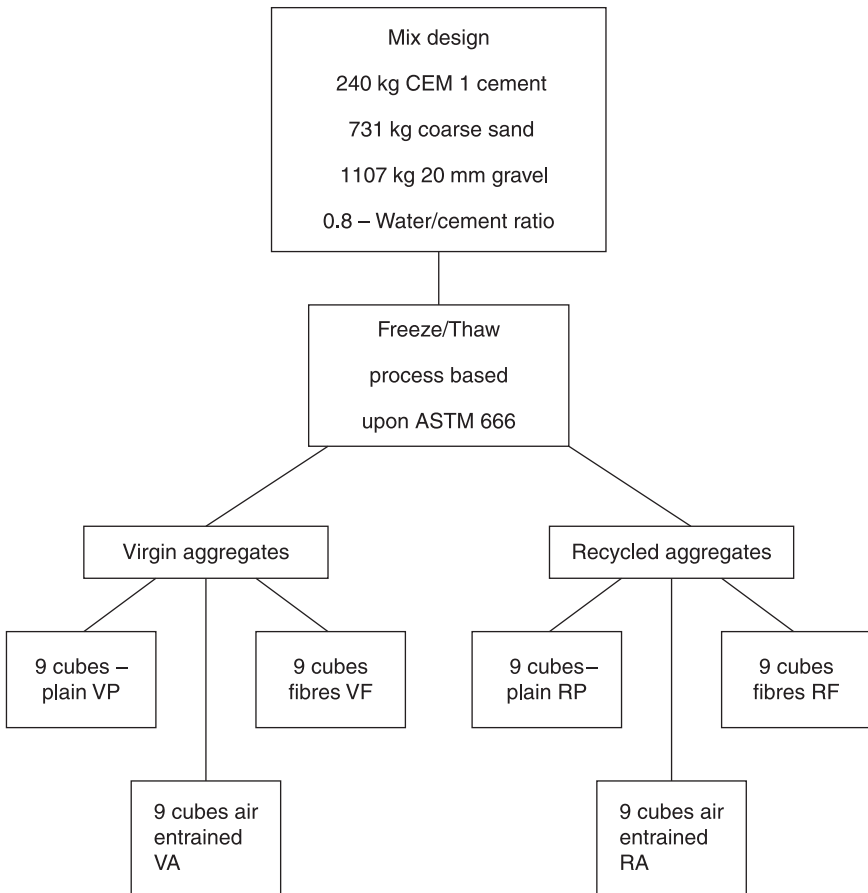 Mix design
240 kg CEM 1 cement
731 kg coarse sand
1107 kg 20 mm gravel
0.8 – Water/cement ratio
Freeze/Thaw
process based
upon ASTM 666
Virgin aggregates
Recycled aggregates
9 cubes –
plain VP
9 cubes
fibres VF
9 cubes–
plain RP
9 cubes
fibres RF
9 cubes air
entrained
VA
9 cubes air
entrained
RA